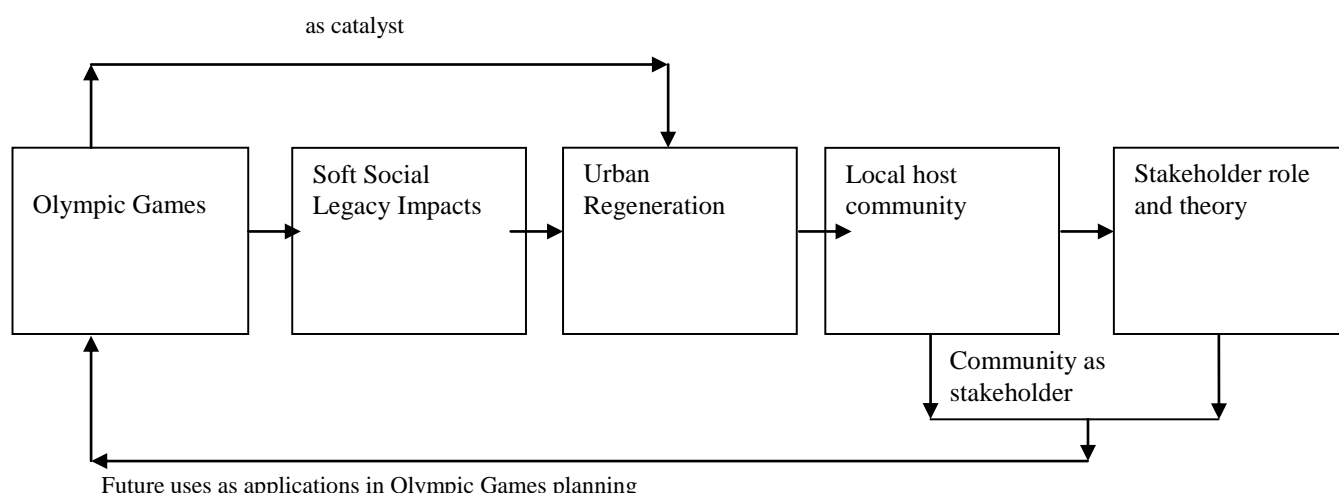 as catalyst
Olympic Games
Soft Social
Legacy Impacts
Urban
Regeneration
Local host
community
Stakeholder role
and theory
Community as
stakeholder
Future uses as applications in Olympic Games planning